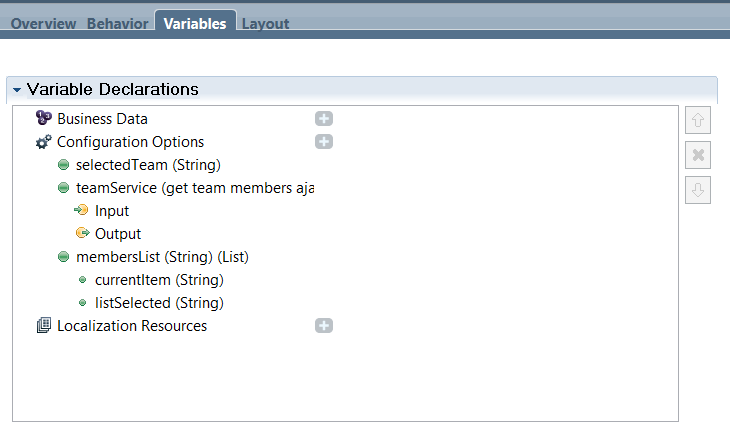 Overview Behavior Variables Layout
Variable Declarations
Business Data
Configuration Options
selectedTeam (String)
teamService (get team members aja
Input
Output
membersList (String) (List)
currentItem (String)
listSelected (String)
Localization Resources